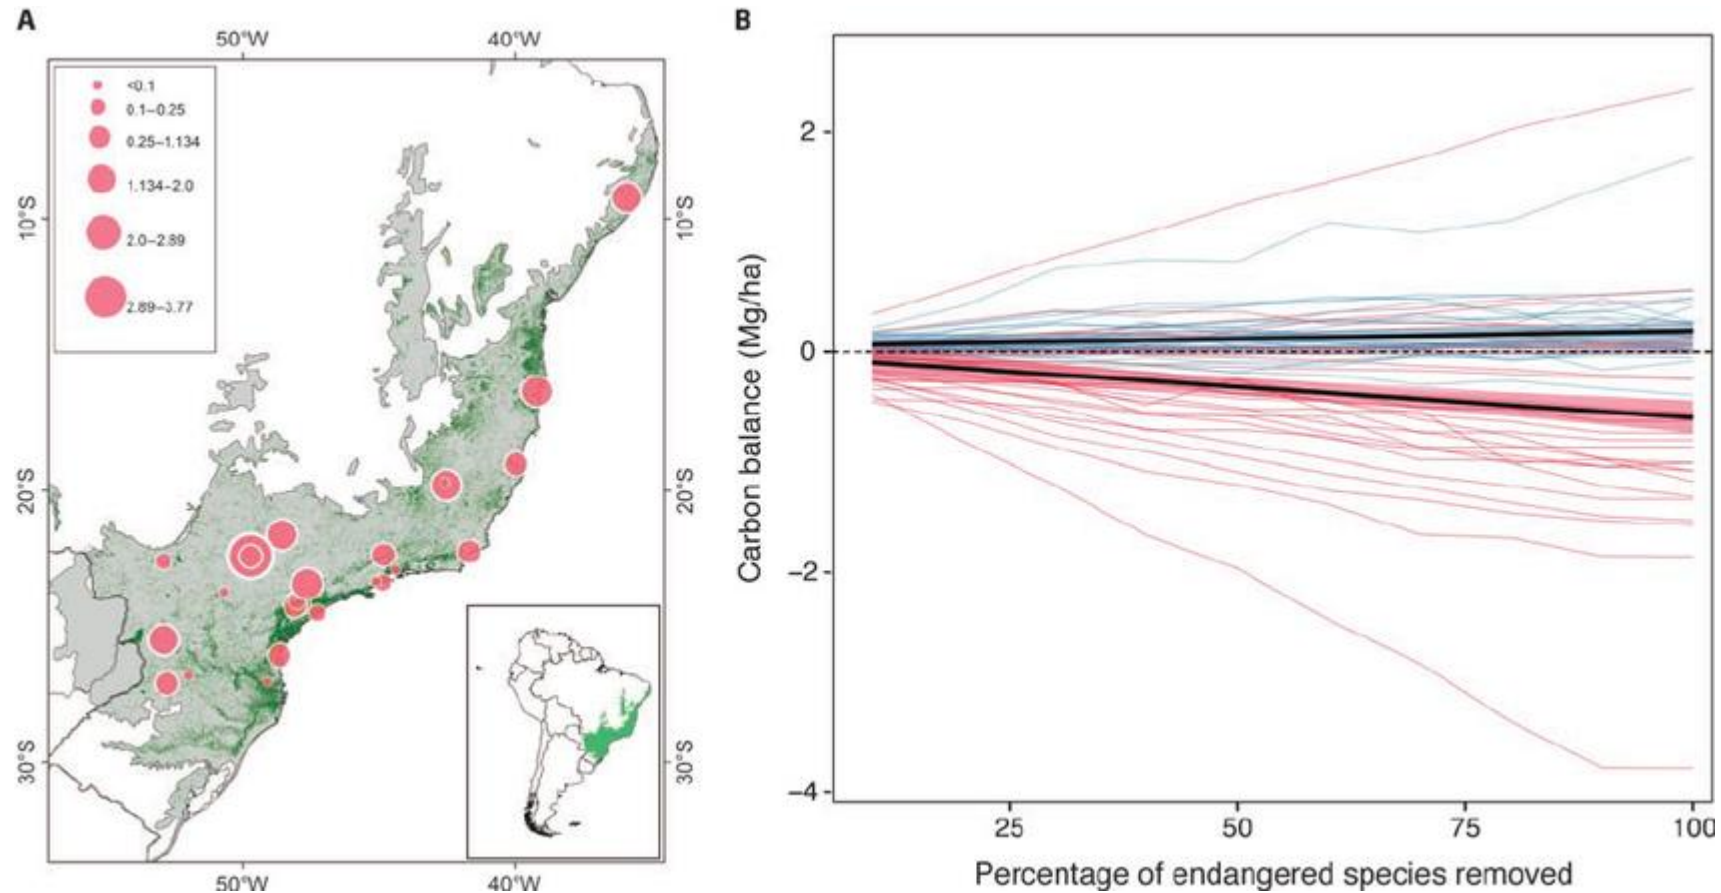 A
50°W
40°W
<0.1
0.1–0.25
0.25–1.134
1.134–2.0
2.0–2.89
2.89–3.77
10°S
10°S
20°S
20°S
30°S
30°S
50°W
40°W
B
Carbon balance (Mg/ha)
2
0
−2
−4
25
50
75
100
Percentage of endangered species removed